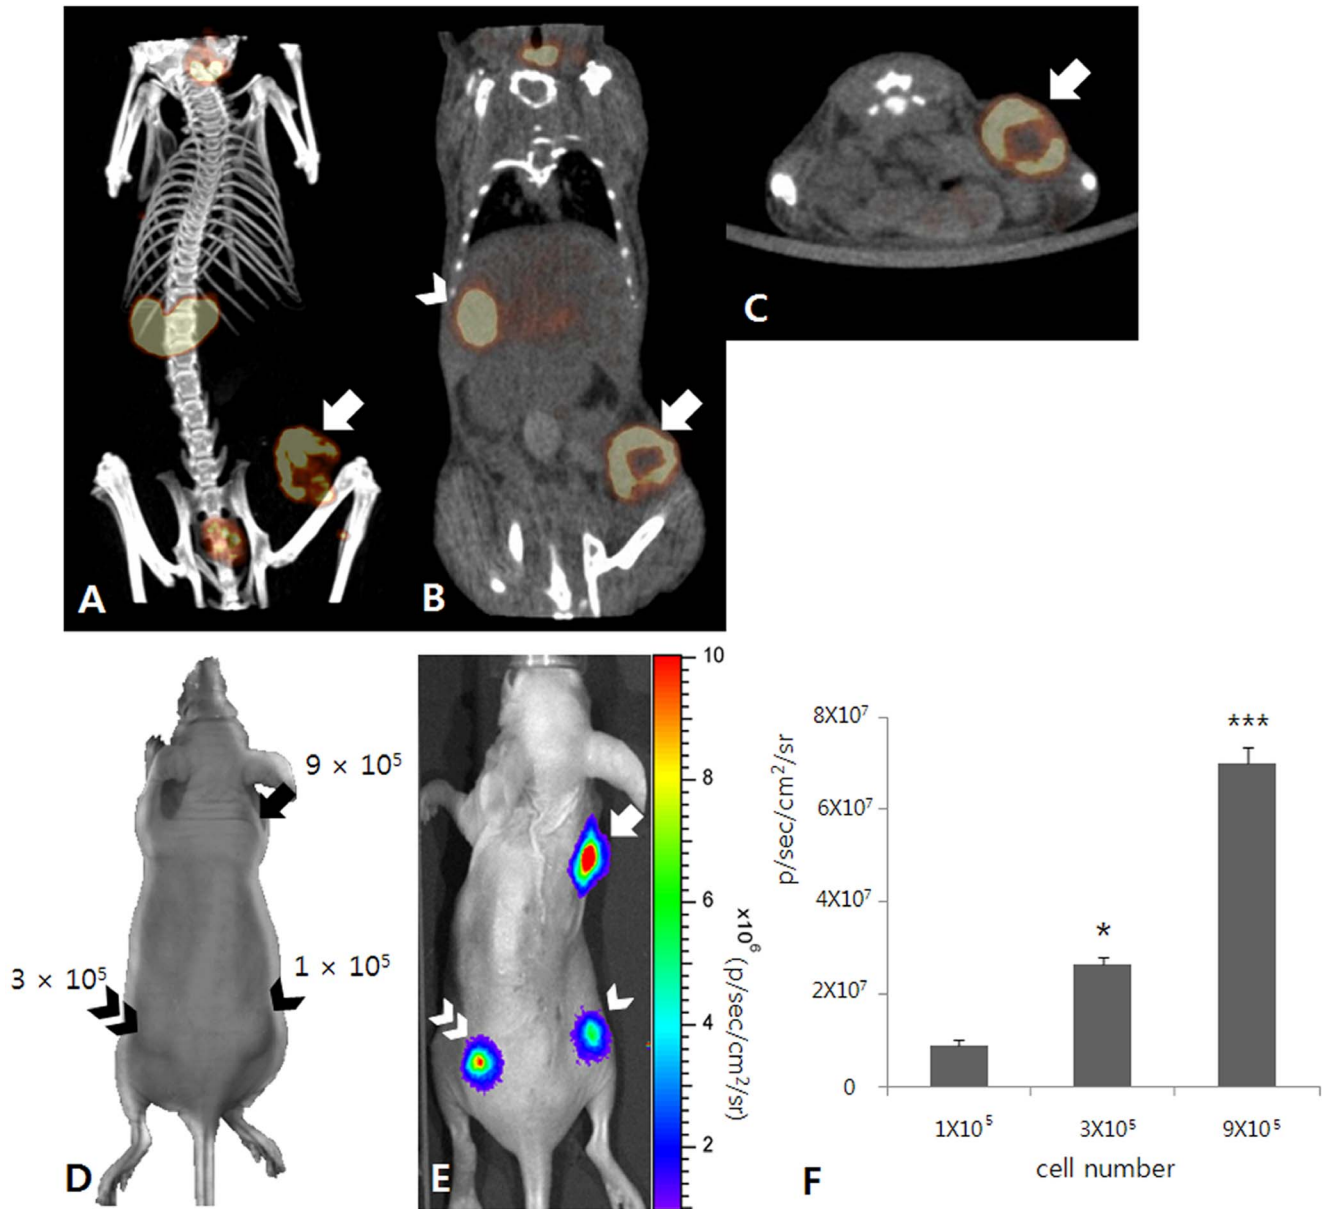 A
B
C
9 × 10⁵
3 × 10⁵
1 × 10⁵
D
E
10
8
6
4
2
x10⁶ (p/sec/cm²/sr)
p/sec/cm²/sr
8X10⁷
6X10⁷
4X10⁷
2X10⁷
0
*
***
1X10⁵
3X10⁵
9X10⁵
cell number
F